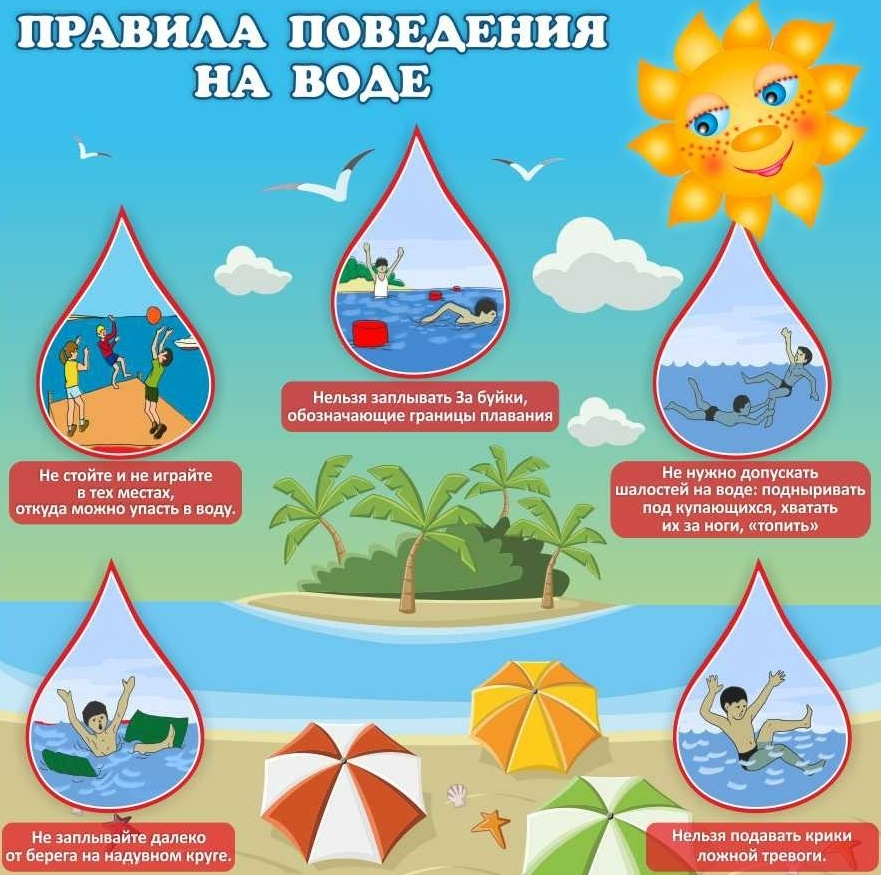 ПРАВИЛА ПОВЕДЕНИЯ
НА ВОДЕ
Нельзя заплывать За буйки,
обозначающие границы плавания
Не стойте и не играйте
в тех местах,
откуда можно упасть в воду.
Не нужно допускать
шалостей на воде: подныривать
под купающихся, хватать
их за ноги, «топить»
Не заплывайте далеко
от берега на надувном круге.
Нельзя подавать крики
ложной тревоги.